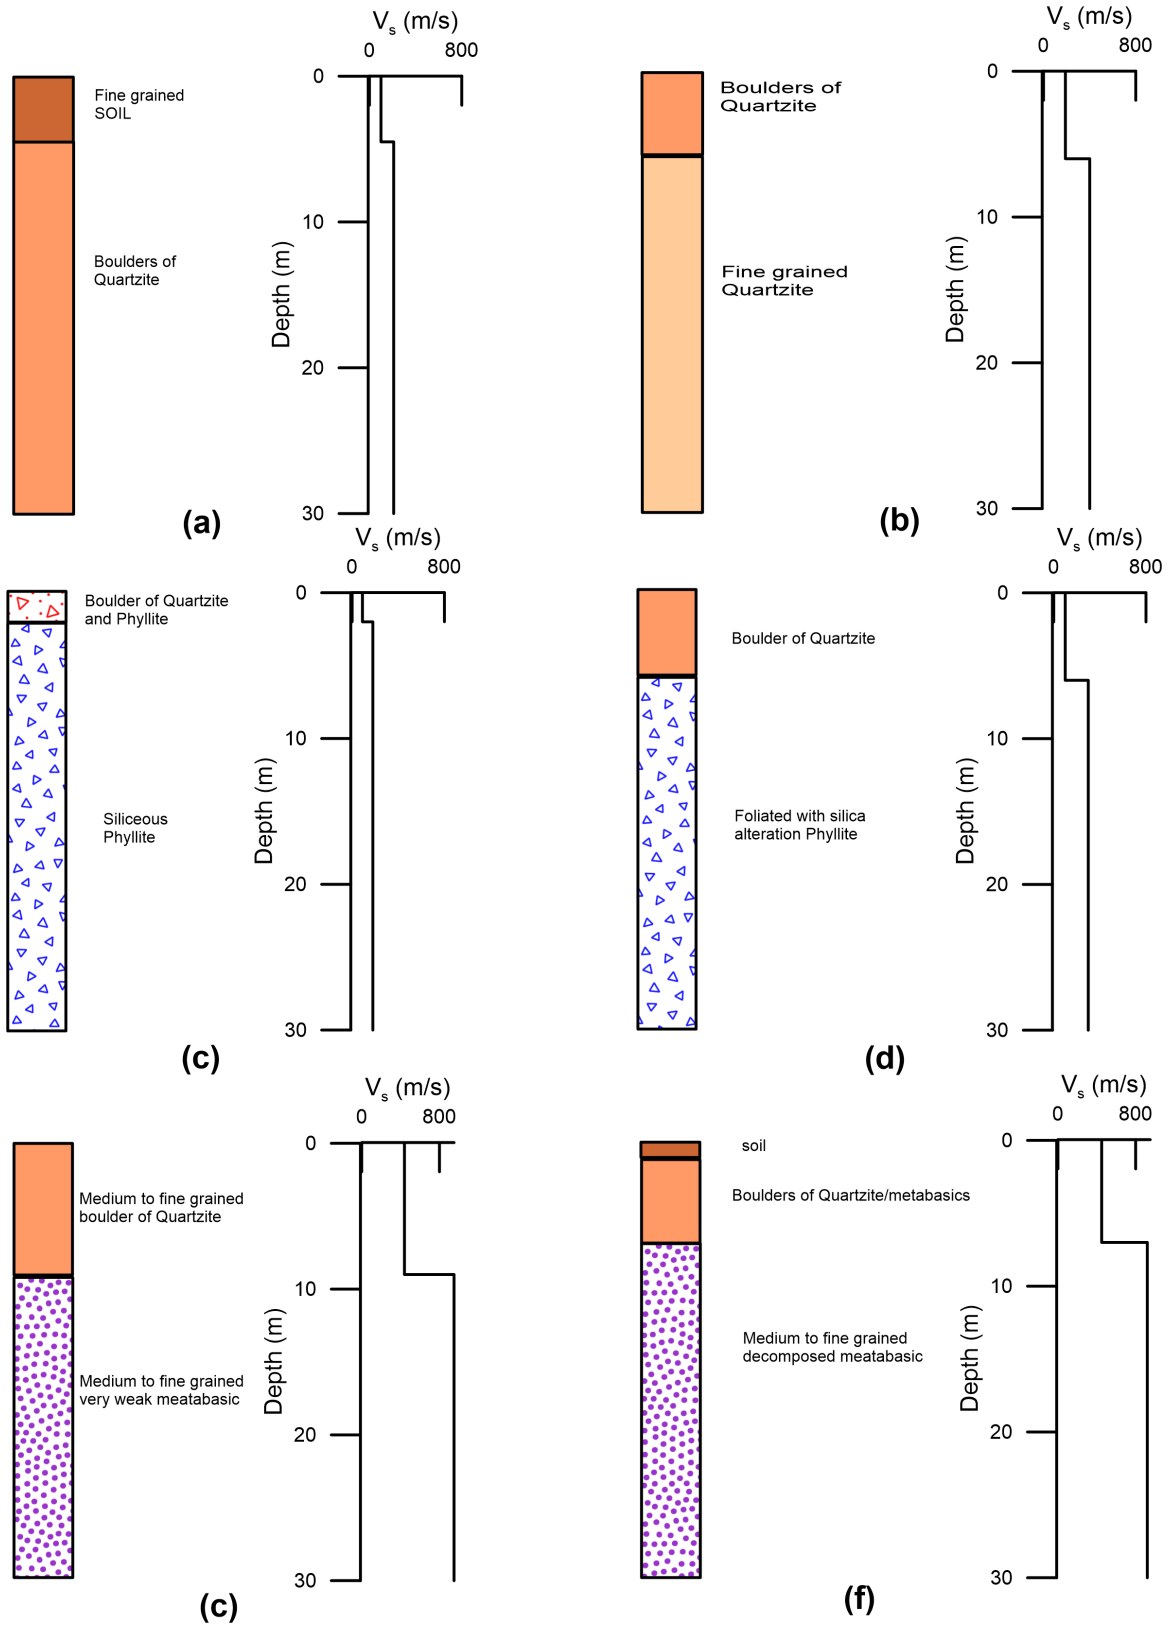 Vs (m/s)
0 800
0
Fine grained
SOIL
10
Boulders of
Quartzite
Depth (m)
20
30
(a)
Vs (m/s)
0 800
0
Boulders of
Quartzite
10
Fine grained
Quartzite
Depth (m)
20
30
(b)
Vs (m/s)
0 800
0
Boulder of Quartzite
and Phyllite
10
Siliceous
Phyllite
Depth (m)
20
30
(c)
Vs (m/s)
0 800
0
Boulder of Quartzite
10
Foliated with silica
alteration Phyllite
Depth (m)
20
30
(d)
Vs (m/s)
0 800
0
Medium to fine grained
boulder of Quartzite
10
Medium to fine grained
very weak meatabasic
Depth (m)
20
30
(c)
Vs (m/s)
0 800
0
soil
Boulders of Quartzite/metabasics
10
Medium to fine grained
decomposed meatabasic
Depth (m)
20
30
(f)